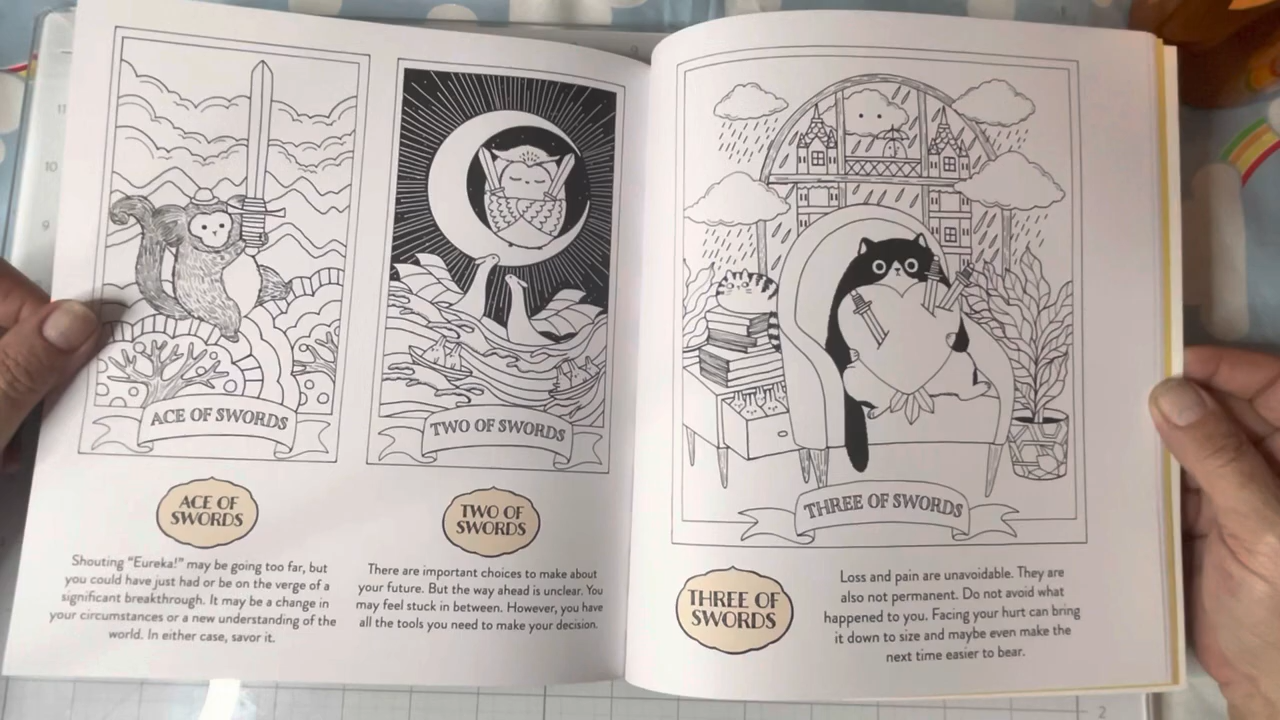 ACE OF SWORDS
ACE OF
SWORDS
Shouting "Eureka!" may be going too far, but
you could have just had or be on the verge of a
significant breakthrough. It may be a change in
your circumstances or a new understanding of the
world. In either case, savor it.
TWO OF SWORDS
TWO OF
SWORDS
There are important choices to make about
your future. But the way ahead is unclear. You
may feel stuck in between. However, you have
all the tools you need to make your decision.
THREE OF SWORDS
THREE OF
SWORDS
Loss and pain are unavoidable. They are
also not permanent. Do not avoid what
happened to you. Facing your hurt can bring
it down to size and maybe even make the
next time easier to bear.
11
10
9
2